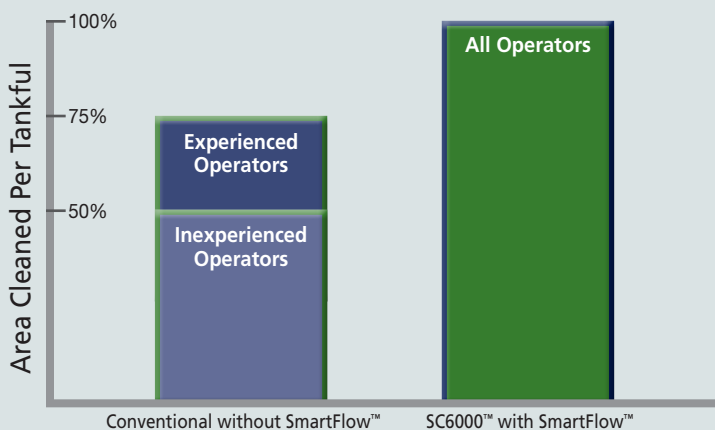 Area Cleaned Per Tankful
100%
75%
50%
Experienced
Operators
Inexperienced
Operators
All Operators
Conventional without SmartFlow™
SC6000™ with SmartFlow™